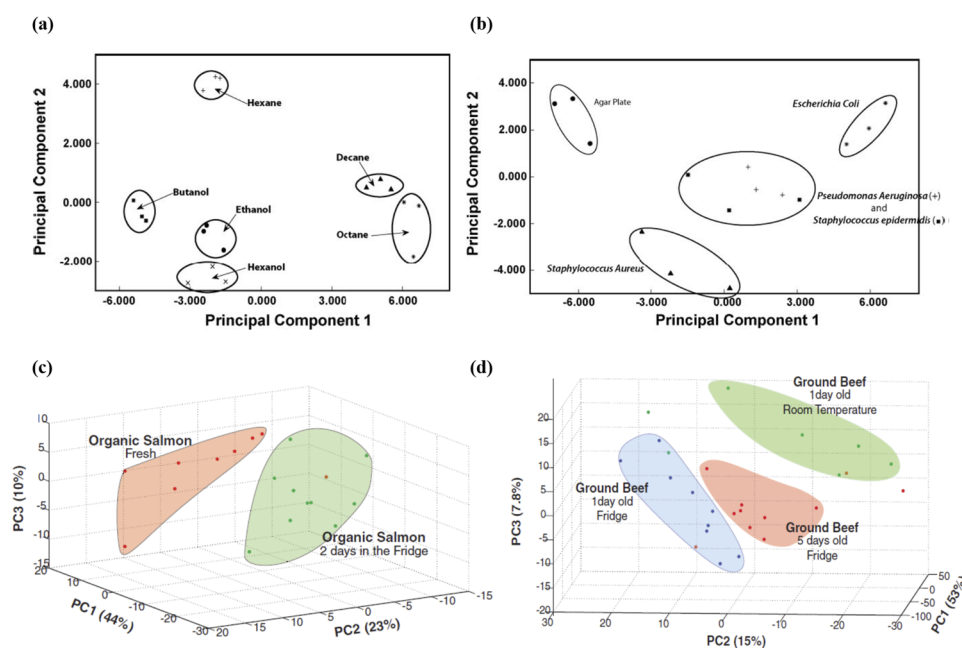 (a)
4.000
2.000
0.000
-2.000
Principal Component 2
Hexane
Decane
Butanol
Ethanol
Octane
Hexanol
-6.000
-3.000
0.000
3.000
6.000
Principal Component 1
(b)
4.000
2.000
0.000
-2.000
-4.000
Principal Component 2
Agar Plate
Escherichia Coli
Pseudomonas Aeruginosa (+)
and
Staphylococcus epidermidis (■)
Staphylococcus Aureus
-6.000
-3.000
0.000
3.000
6.000
Principal Component 1
(c)
10
5
0
-5
-10
-15
PC3 (10%)
Organic Salmon
Fresh
Organic Salmon
2 days in the Fridge
20
10
0
-10
-20
-30
PC1 (44%)
20
15
10
5
0
-5
-10
-15
PC2 (23%)
(d)
20
15
10
5
0
-5
-10
-15
-20
PC3 (7.8%)
Ground Beef
1day old
Room Temperature
Ground Beef
1day old
Fridge
Ground Beef
5 days old
Fridge
30
20
10
0
-10
-20
-30
PC2 (15%)
50
0
-50
-100
PC1 (53%)